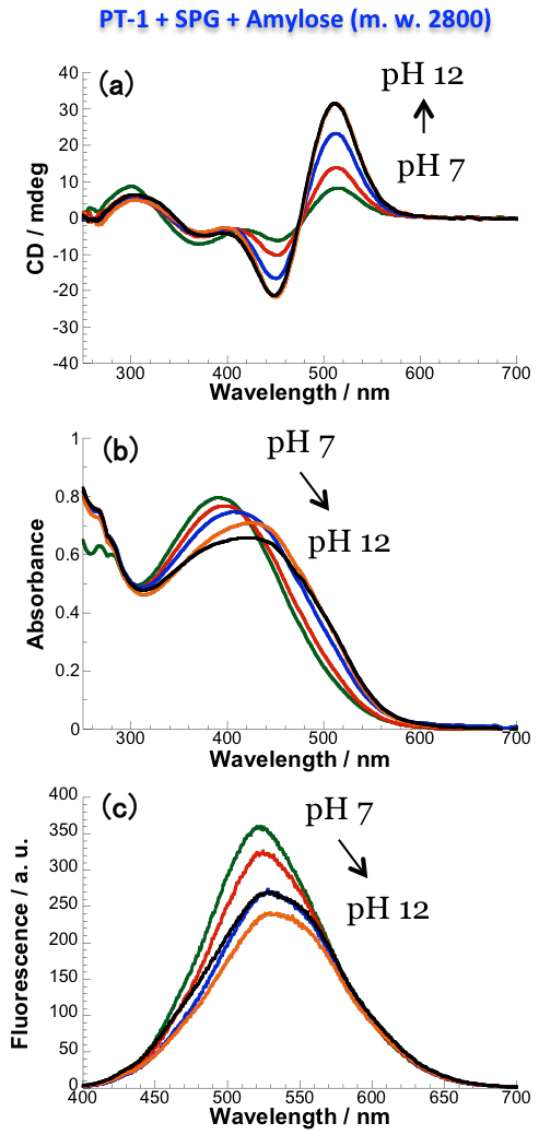 PT-1 + SPG + Amylose (m. w. 2800)
(a)
pH 12
pH 7
CD / mdeg
40
30
20
10
0
-10
-20
-30
-40
300
400
500
600
700
Wavelength / nm
(b)
pH 7
pH 12
Absorbance
1
0.8
0.6
0.4
0.2
0
300
400
500
600
700
Wavelength / nm
(c)
pH 7
pH 12
Fluorescence / a. u.
400
350
300
250
200
150
100
50
0
400
450
500
550
600
650
700
Wavelength / nm